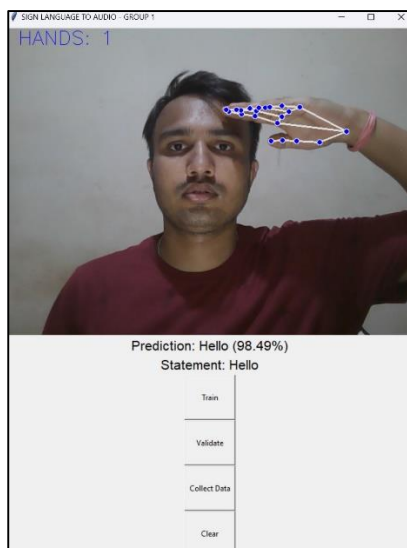 SIGN LANGUAGE TO AUDIO - GROUP 1
HANDS: 1
Prediction: Hello (98.49%)
Statement: Hello
Train
Validate
Collect Data
Clear